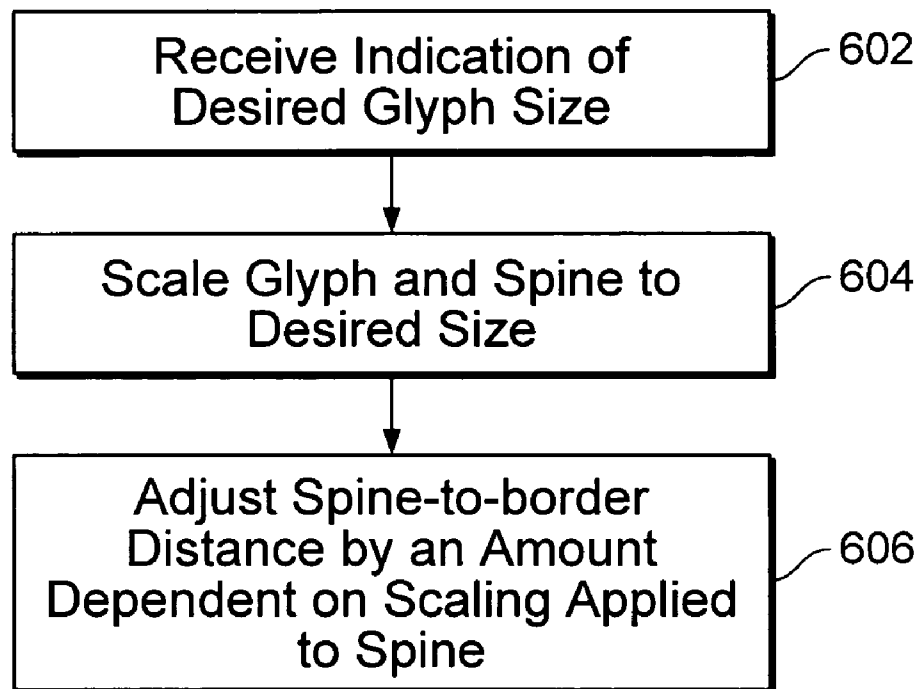 Receive Indication of
Desired Glyph Size
602
Scale Glyph and Spine to
Desired Size
604
Adjust Spine-to-border
Distance by an Amount
Dependent on Scaling Applied
to Spine
606